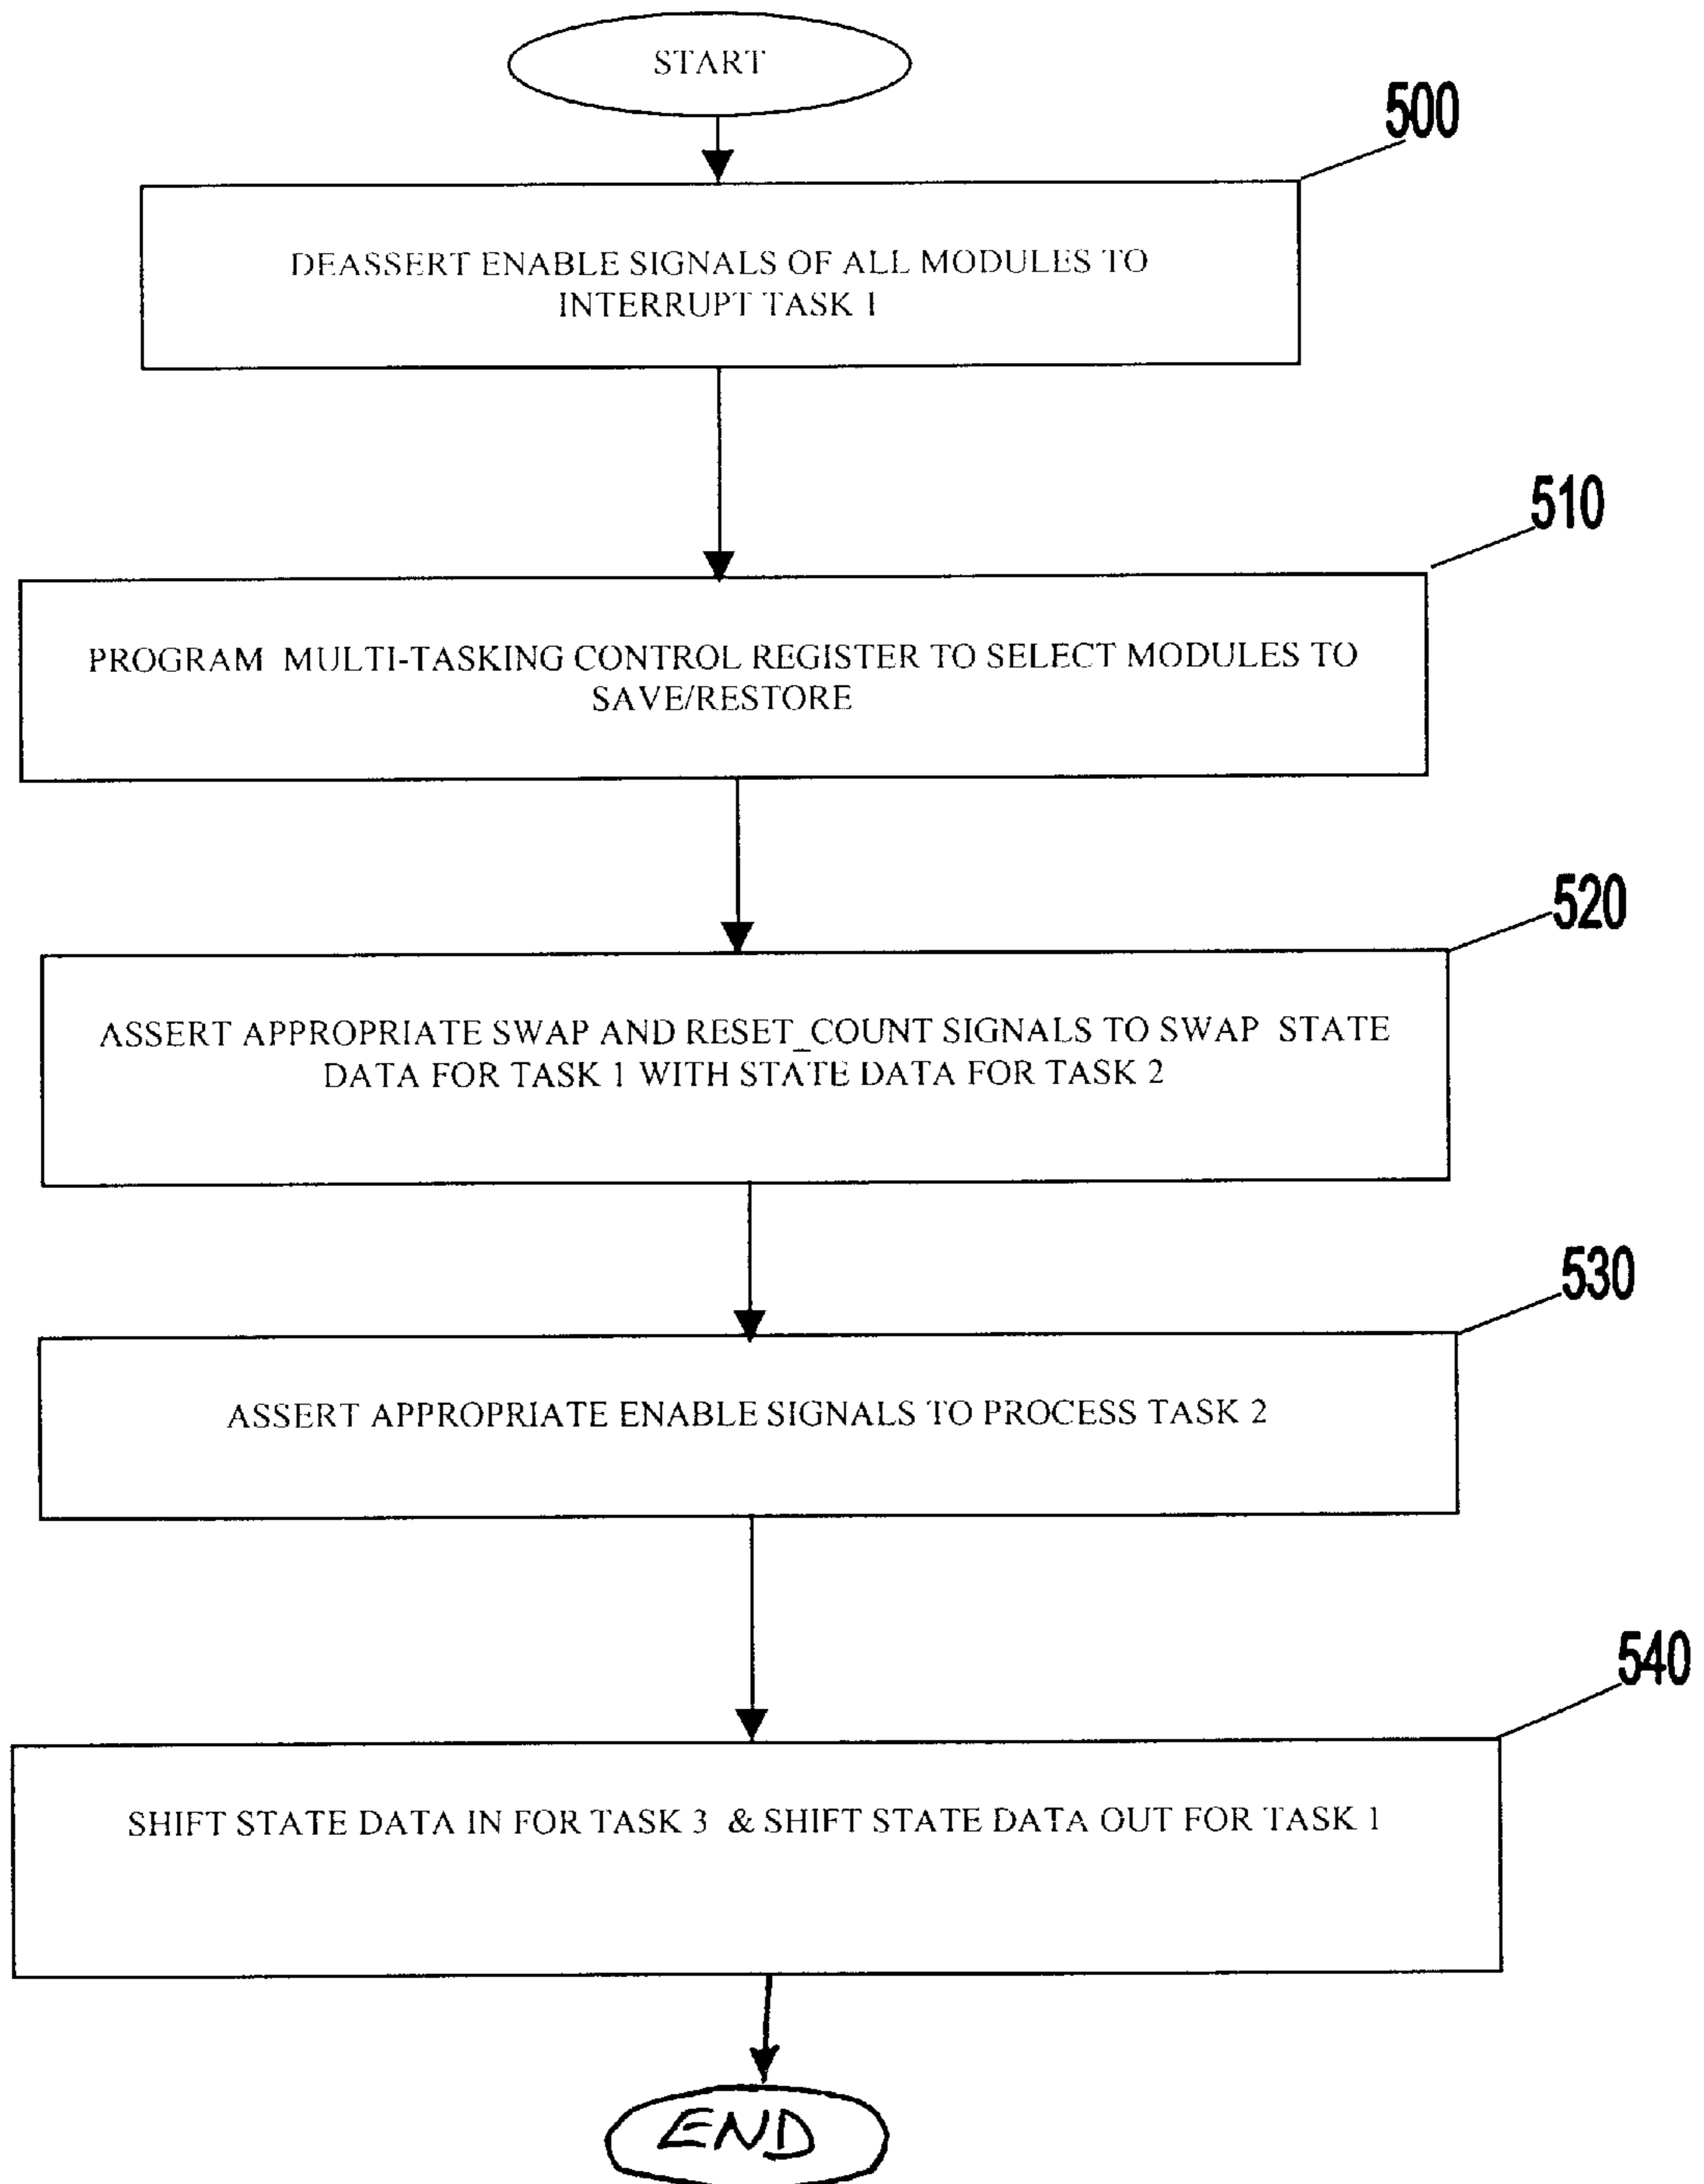 START
500
DEASSERT ENABLE SIGNALS OF ALL MODULES TO
INTERRUPT TASK 1
510
PROGRAM MULTI-TASKING CONTROL REGISTER TO SELECT MODULES TO
SAVE/RESTORE
520
ASSERT APPROPRIATE SWAP AND RESET_COUNT SIGNALS TO SWAP STATE
DATA FOR TASK 1 WITH STATE DATA FOR TASK 2
530
ASSERT APPROPRIATE ENABLE SIGNALS TO PROCESS TASK 2
540
SHIFT STATE DATA IN FOR TASK 3 & SHIFT STATE DATA OUT FOR TASK 1
END